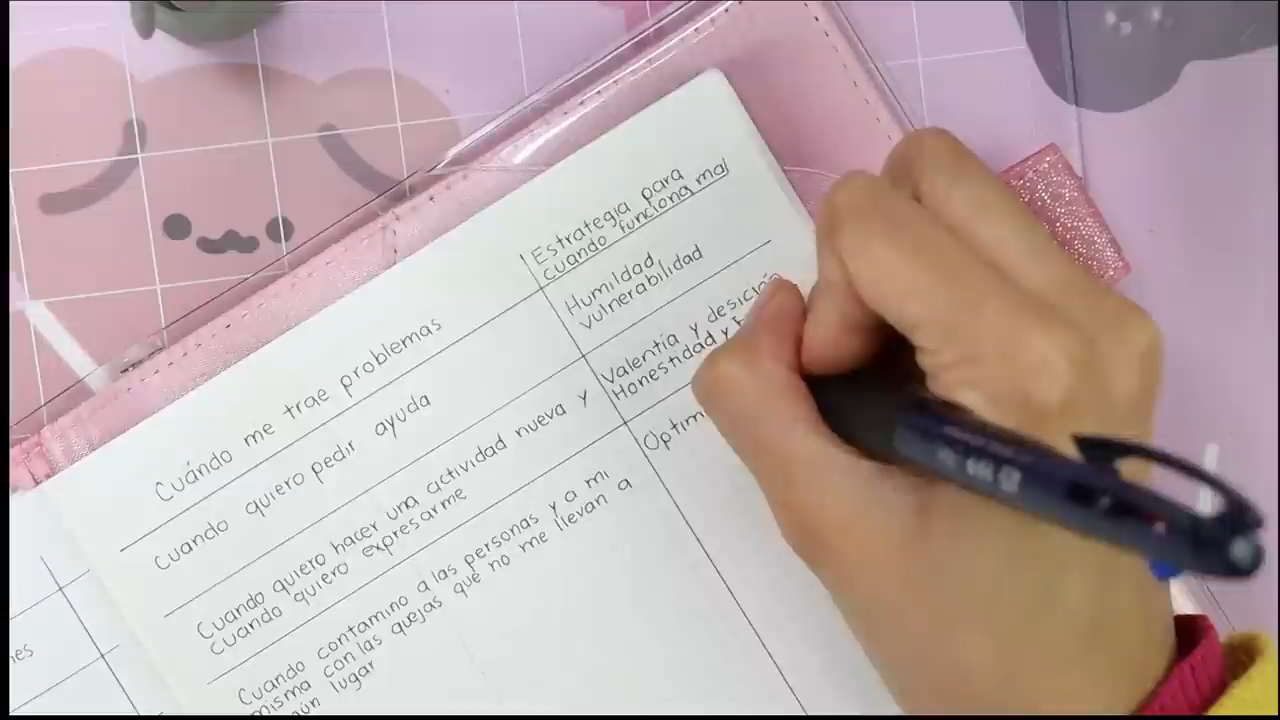 Cuándo me trae problemas
Estrategia para
cuando funciona mal
Cuando quiero pedir ayuda
Humildad
vulnerabilidad
Cuando quiero hacer una actividad nueva y
cuando quiero expresarme
Valentía y desición
Honestidad y
Cuando contamino a las personas y a mi
misma con las quejas que no me llevan a
lugar